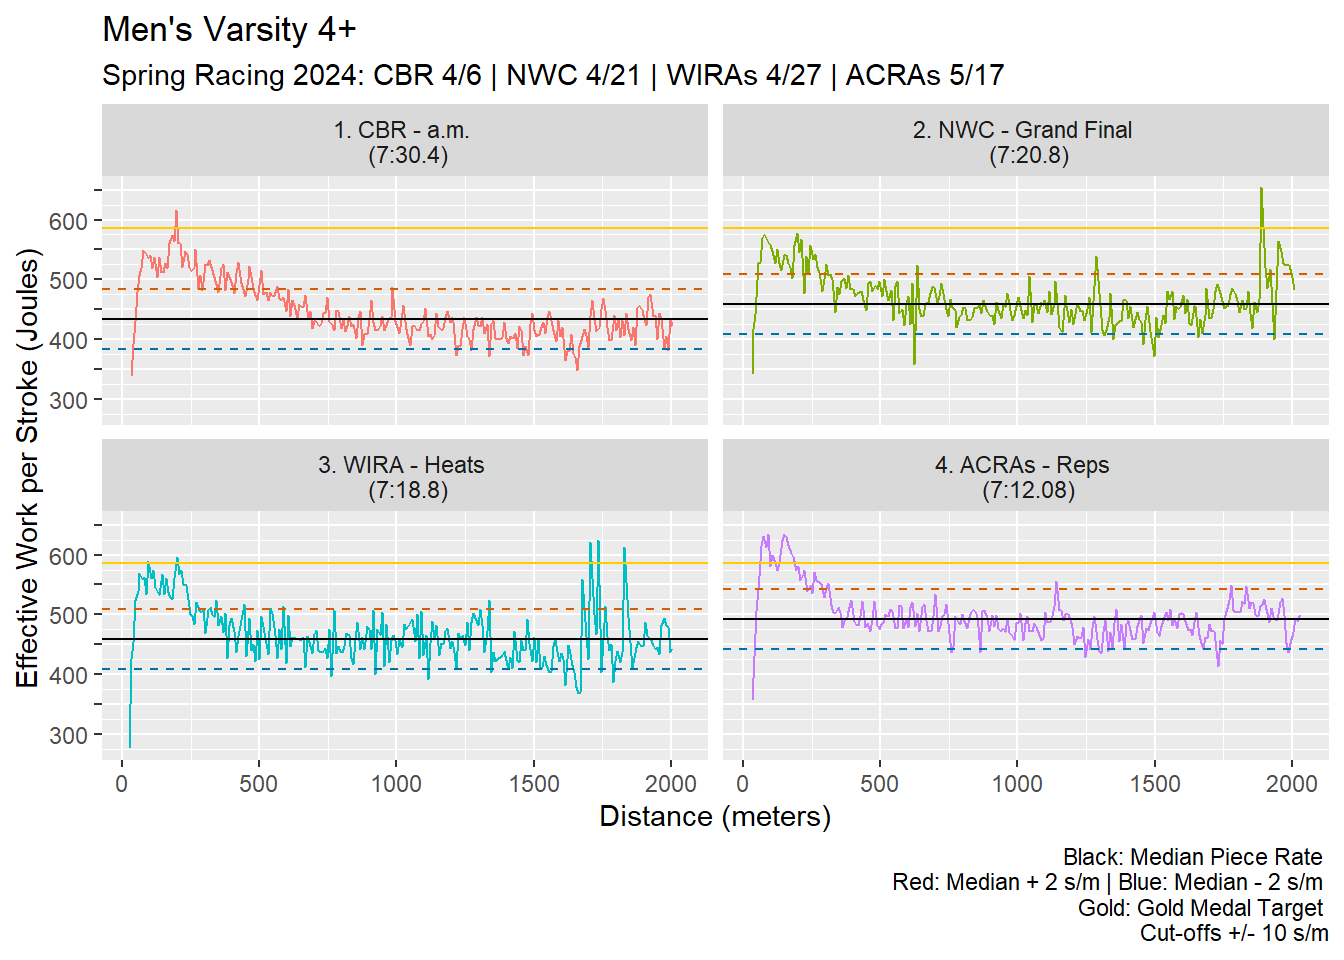 Men's Varsity 4+
Spring Racing 2024: CBR 4/6 | NWC 4/21 | WIRAs 4/27 | ACRAs 5/17
1. CBR - a.m.
(7:30.4)
2. NWC - Grand Final
(7:20.8)
600
500
400
300
3. WIRA - Heats
(7:18.8)
4. ACRAs - Reps
(7:12.08)
600
500
400
300
Effective Work per Stroke (Joules)
0 500 1000 1500 2000
0 500 1000 1500 2000
Distance (meters)
Black: Median Piece Rate
Red: Median + 2 s/m | Blue: Median - 2 s/m
Gold: Gold Medal Target
Cut-offs +/- 10 s/m